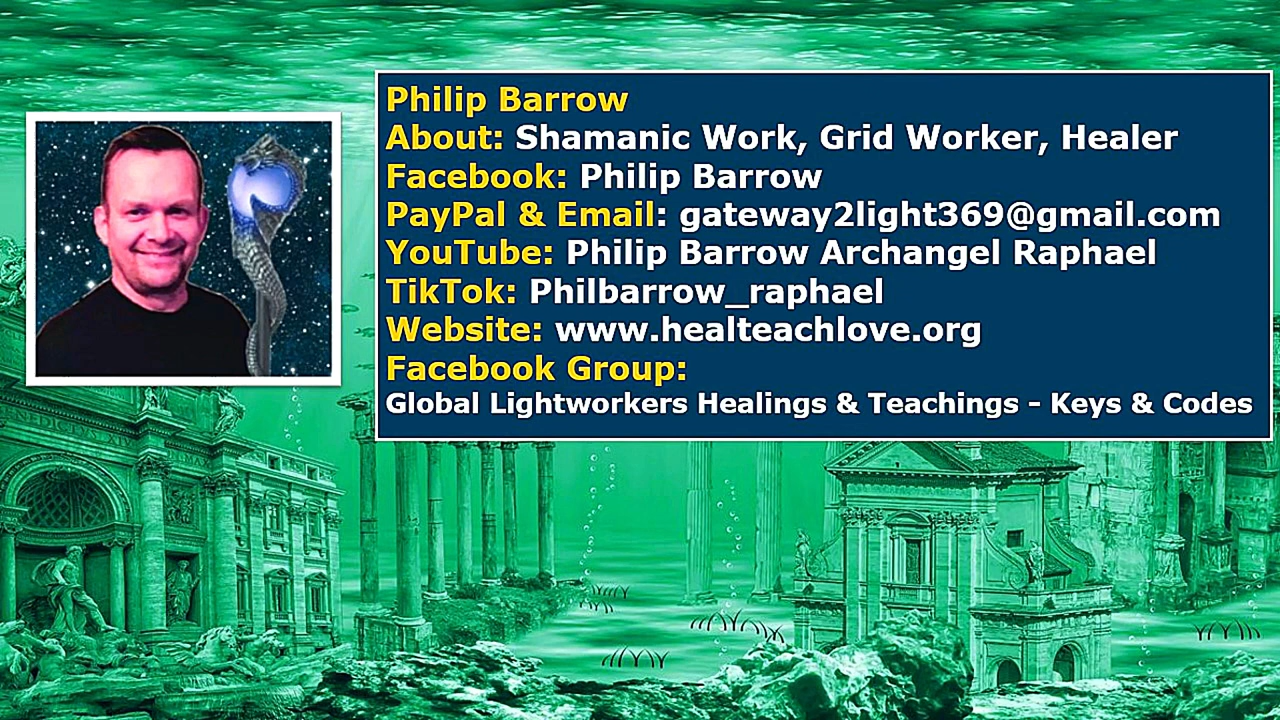 Philip Barrow
About: Shamanic Work, Grid Worker, Healer
Facebook: Philip Barrow
PayPal & Email: gateway2light369@gmail.com
YouTube: Philip Barrow Archangel Raphael
TikTok: Philbarrow_raphael
Website: www.healteachlove.org
Facebook Group:
Global Lightworkers Healings & Teachings - Keys & Codes